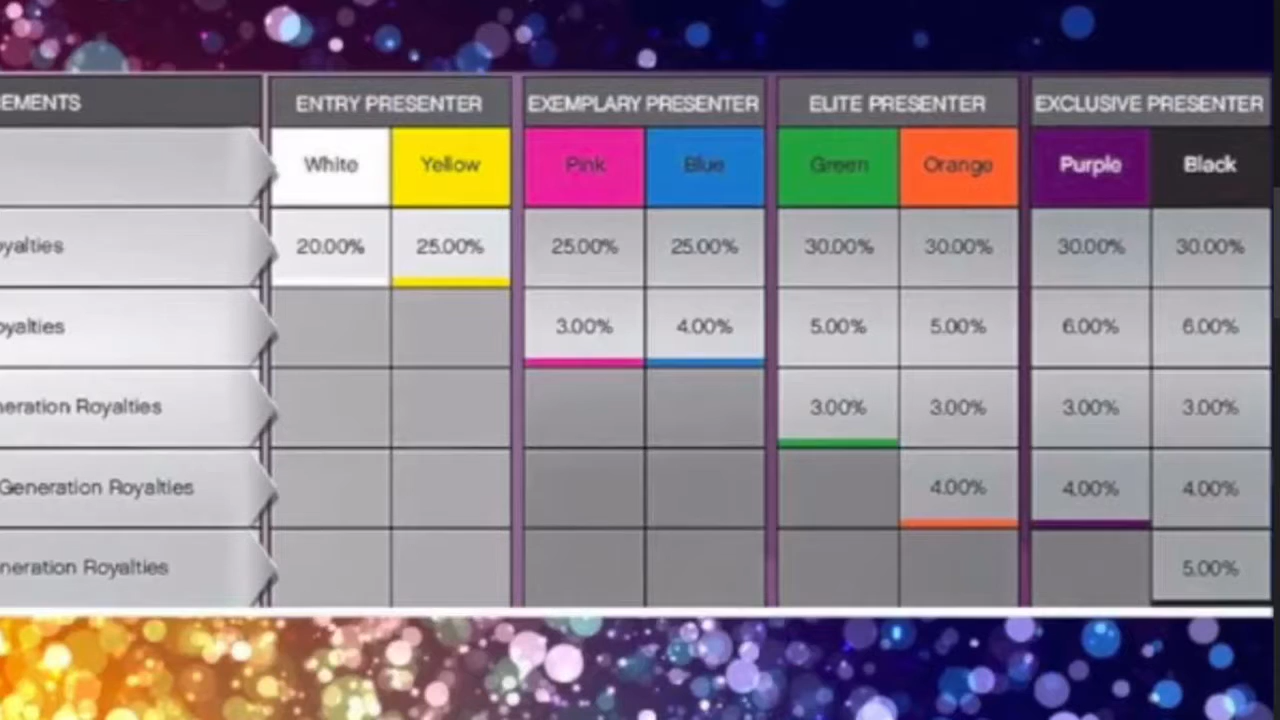 EMENTS ENTRY PRESENTER EXEMPLARY PRESENTER ELITE PRESENTER EXCLUSIVE PRESENTER
White Yellow Pink Blue Green Orange Purple Black
yalties 20.00% 25.00% 25.00% 25.00% 30.00% 30.00% 30.00% 30.00%
yalties 3.00% 4.00% 5.00% 5.00% 6.00% 6.00%
neration Royalties 3.00% 3.00% 3.00% 3.00%
Generation Royalties 4.00% 4.00% 4.00%
neration Royalties 5.00%